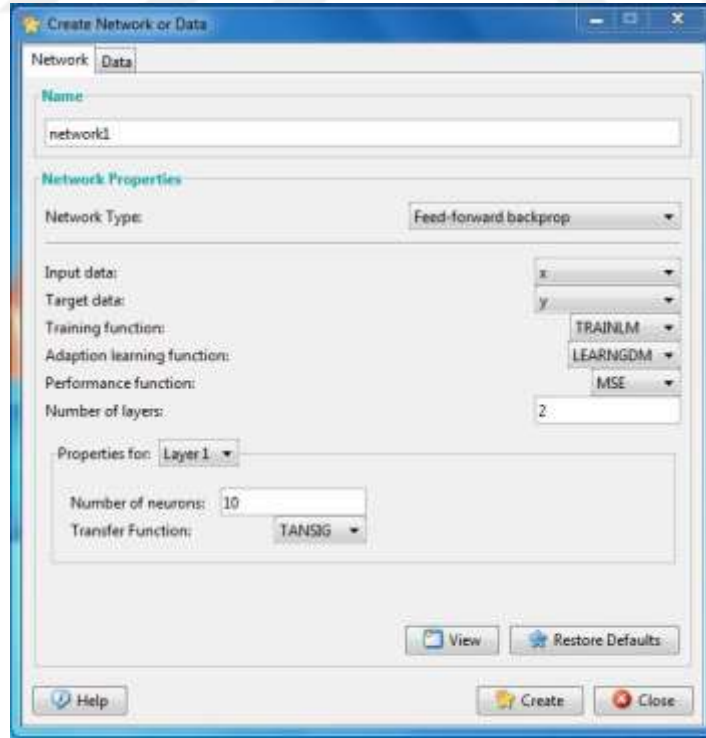 Create Network or Data
Network Data
Name
network1
Network Properties
Network Type: Feed-forward backprop
Input data: x
Target data: y
Training function: TRAINLM
Adaption learning function: LEARNGDM
Performance function: MSE
Number of layers: 2
Properties for: Layer 1
Number of neurons: 10
Transfer Function: TANSIG
View Restore Defaults
Help Create Close